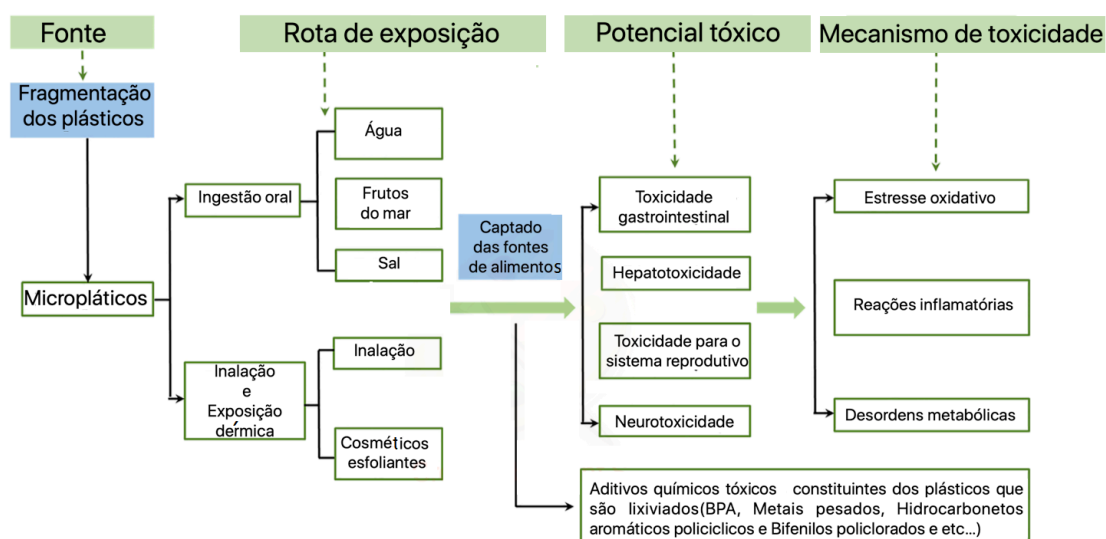 Fonte
Rota de exposição
Potencial tóxico
Mecanismo de toxicidade
Fragmentação
dos plásticos
Micropláticos
Ingestão oral
Água
Frutos
do mar
Sal
Inalação
e
Exposição
dérmica
Inalação
Cosméticos
esfoliantes
Captado
das fontes
de alimentos
Toxicidade
gastrointestinal
Hepatotoxicidade
Toxicidade para o
sistema reprodutivo
Neurotoxicidade
Estresse oxidativo
Reações inflamatórias
Desordens metabólicas
Aditivos químicos tóxicos constituintes dos plásticos que
são lixiviados(BPA, Metais pesados, Hidrocarbonetos
aromáticos policiclicos e Bifenilos policlorados e etc...)